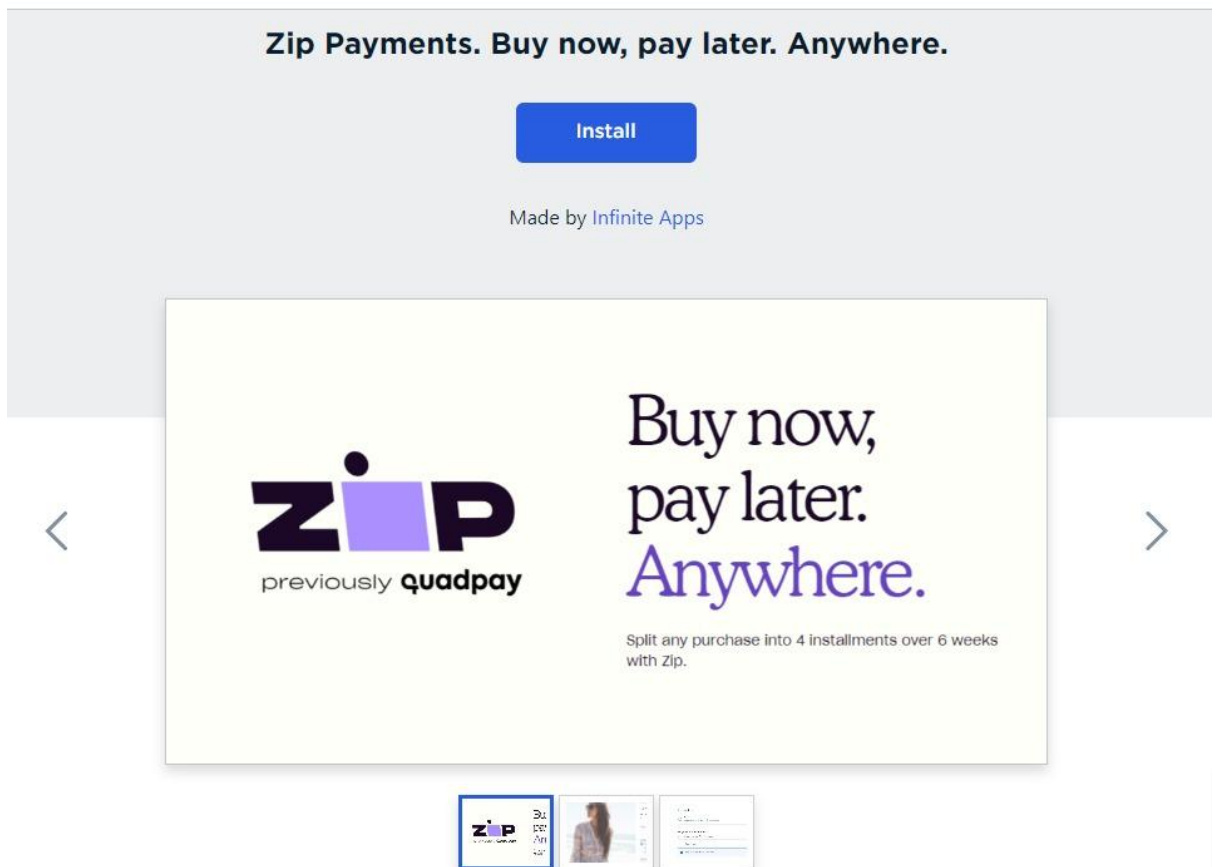 Zip Payments. Buy now, pay later. Anywhere.
Install
Made by Infinite Apps
zip
previously quadpay
Buy now,
pay later.
Anywhere.
Split any purchase into 4 installments over 6 weeks
with Zip.